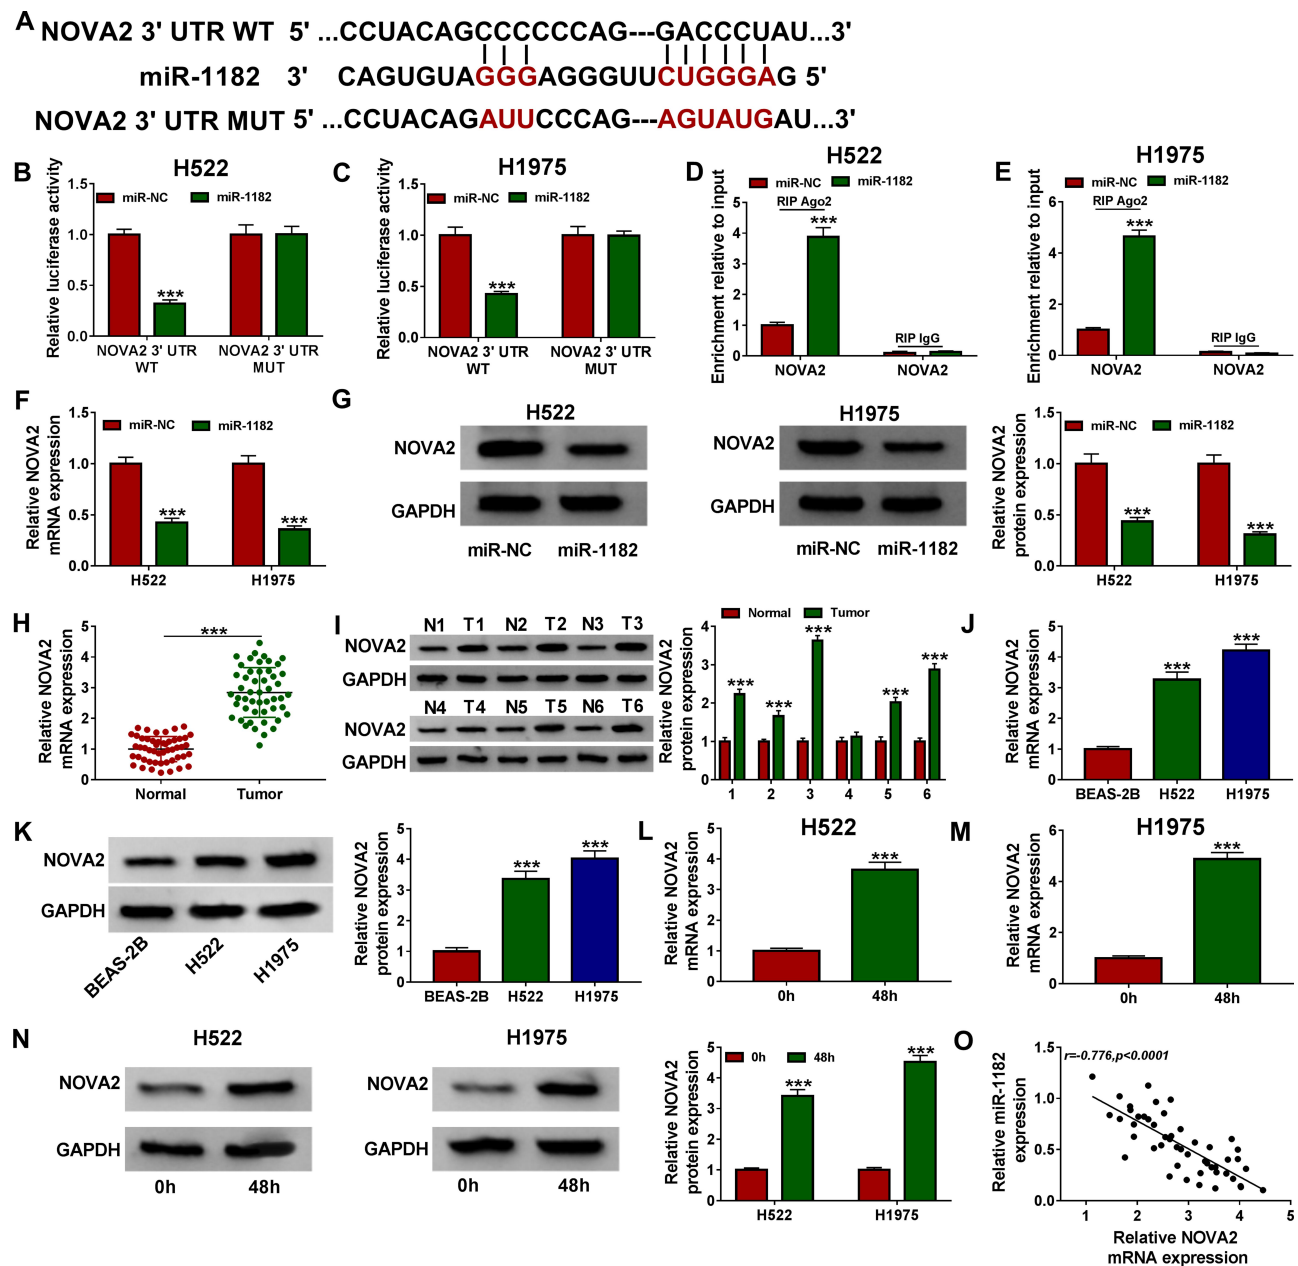 A
NOVA2 3' UTR WT 5' ...CCUACAGCCCCCCAG---GACCCUAU...3'
miR-1182 3' CAGUGUAGGGAGGGUUCUGGGAG 5'
NOVA2 3' UTR MUT 5' ...CCUACAGAUUCCCAG---AGUAUGAU...3'
B
H522
Relative luciferase activity
miR-NC miR-1182
1.5
1.0
0.5
0.0
***
NOVA2 3' UTR WT
NOVA2 3' UTR MUT
C
H1975
Relative luciferase activity
miR-NC miR-1182
1.5
1.0
0.5
0.0
***
NOVA2 3' UTR WT
NOVA2 3' UTR MUT
D
H522
Enrichment relative to input
miR-NC miR-1182
RIP Ago2
***
5
4
3
2
1
0
RIP IgG
NOVA2 NOVA2
E
H1975
Enrichment relative to input
miR-NC miR-1182
RIP Ago2
***
6
4
2
0
RIP IgG
NOVA2 NOVA2
F
Relative NOVA2
mRNA expression
miR-NC miR-1182
1.5
1.0
0.5
0.0
*** ***
H522 H1975
G
H522
NOVA2
GAPDH
miR-NC miR-1182
H1975
NOVA2
GAPDH
miR-NC miR-1182
Relative NOVA2
protein expression
miR-NC miR-1182
1.5
1.0
0.5
0.0
*** ***
H522 H1975
H
Relative NOVA2
mRNA expression
5
4
3
2
1
0
***
Normal Tumor
I
N1 T1 N2 T2 N3 T3
NOVA2
GAPDH
N4 T4 N5 T5 N6 T6
NOVA2
GAPDH
Relative NOVA2
protein expression
Normal Tumor
4
3
2
1
0
*** *** *** *** ***
1 2 3 4 5 6
J
Relative NOVA2
mRNA expression
5
4
3
2
1
0
*** ***
BEAS-2B H522 H1975
K
NOVA2
GAPDH
BEAS-2B H522 H1975
Relative NOVA2
protein expression
5
4
3
2
1
0
*** ***
BEAS-2B H522 H1975
L
H522
Relative NOVA2
mRNA expression
5
4
3
2
1
0
***
0h 48h
M
H1975
Relative NOVA2
mRNA expression
6
4
2
0
***
0h 48h
N
H522
NOVA2
GAPDH
0h 48h
H1975
NOVA2
GAPDH
0h 48h
Relative NOVA2
protein expression
0h 48h
5
4
3
2
1
0
*** ***
H522 H1975
O
r=-0.776,p<0.0001
Relative miR-1182
expression
1.5
1.0
0.5
0.0
1 2 3 4 5
Relative NOVA2
mRNA expression